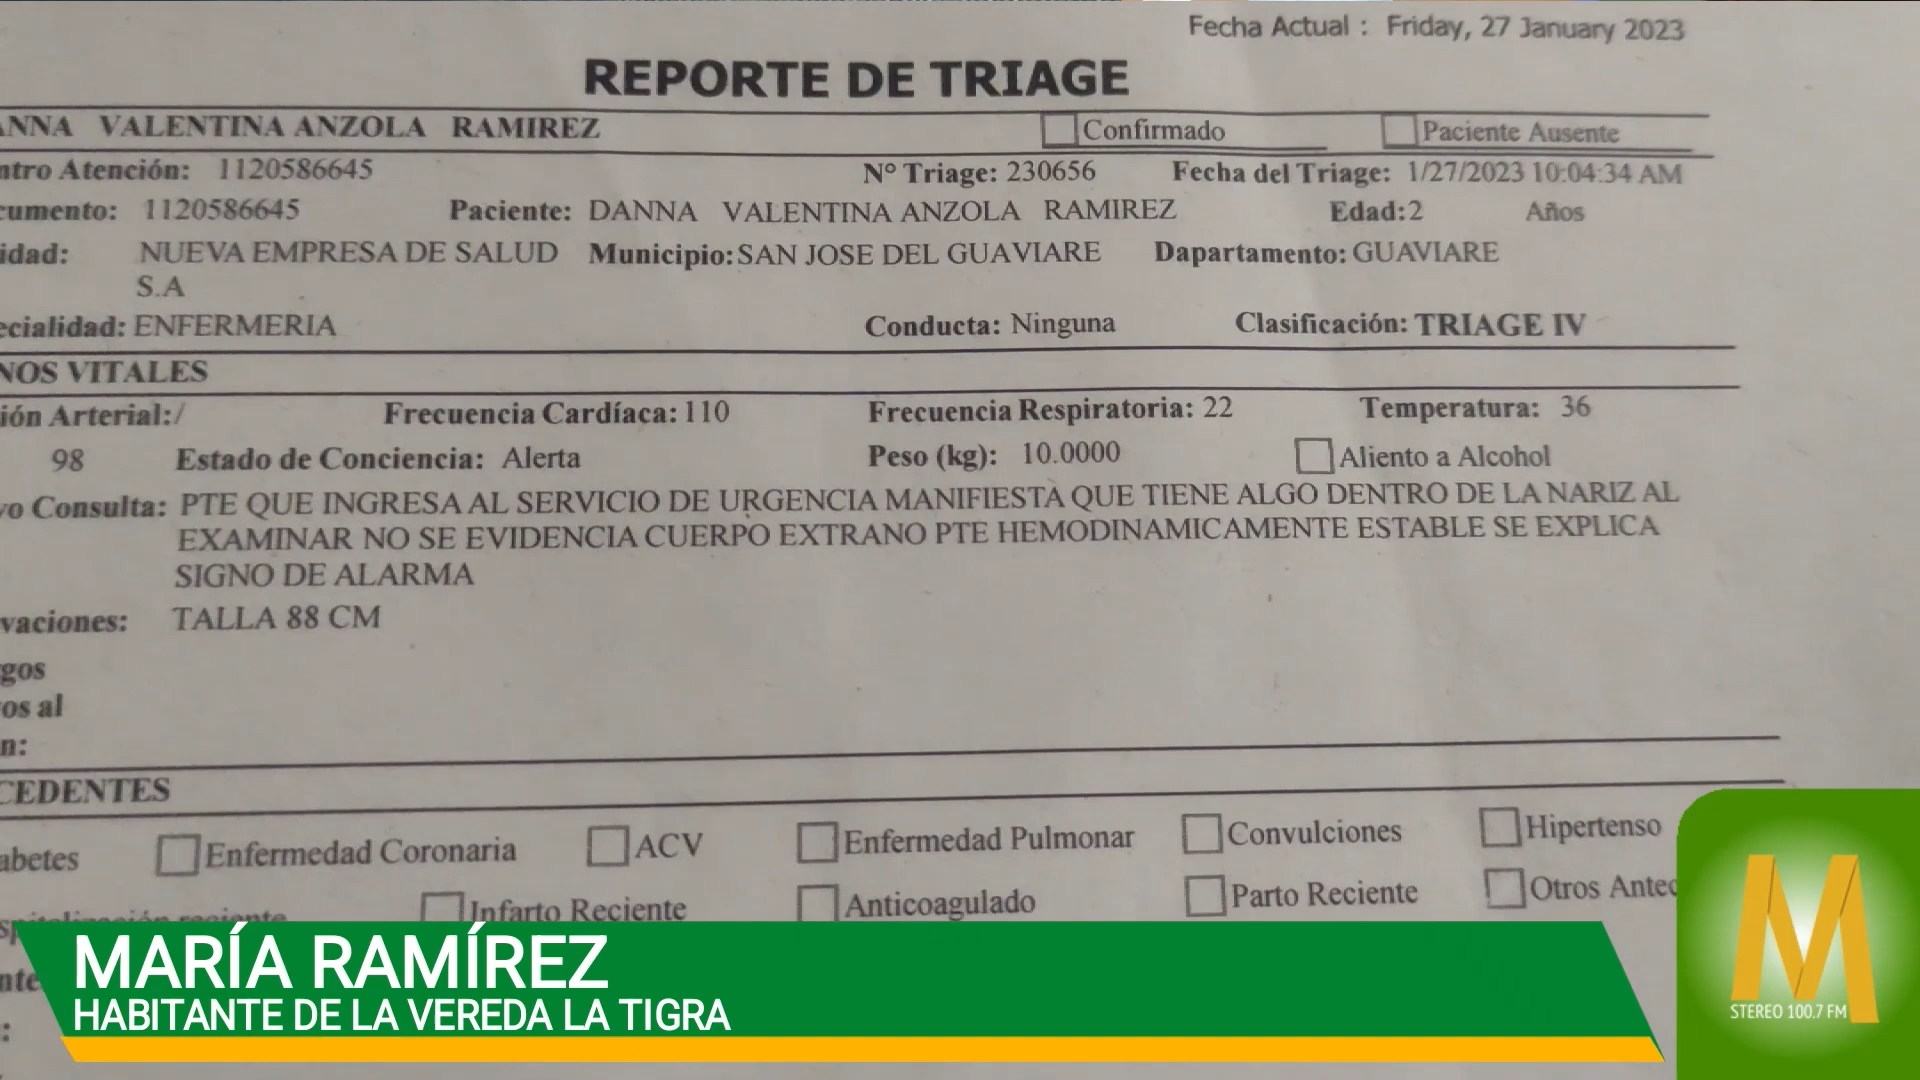 Fecha Actual : Friday, 27 January 2023
REPORTE DE TRIAGE
ANNA VALENTINA ANZOLA RAMIREZ Confirmado Paciente Ausente
ntro Atención: 1120586645 Nº Triage: 230656 Fecha del Triage: 1/27/2023 10:04:34 AM
cumento: 1120586645 Paciente: DANNA VALENTINA ANZOLA RAMIREZ Edad:2 Años
idad: NUEVA EMPRESA DE SALUD Municipio: SAN JOSE DEL GUAVIARE Dapartamento: GUAVIARE
S.A
ecialidad: ENFERMERIA Conducta: Ninguna Clasificación: TRIAGE IV
NOS VITALES
ión Arterial:/ Frecuencia Cardíaca: 110 Frecuencia Respiratoria: 22 Temperatura: 36
98 Estado de Conciencia: Alerta Peso (kg): 10.0000 Aliento a Alcohol
vo Consulta: PTE QUE INGRESA AL SERVICIO DE URGENCIA MANIFIESTA QUE TIENE ALGO DENTRO DE LA NARIZ AL
EXAMINAR NO SE EVIDENCIA CUERPO EXTRANO PTE HEMODINAMICAMENTE ESTABLE SE EXPLICA
SIGNO DE ALARMA
vaciones: TALLA 88 CM
gos
os al
n:
CEDENTES
abetes Enfermedad Coronaria ACV Enfermedad Pulmonar Convulciones Hipertenso
Infarto Reciente Anticoagulado Parto Reciente Otros Antec
MARÍA RAMÍREZ
HABITANTE DE LA VEREDA LA TIGRA
M
STEREO 100.7 FM